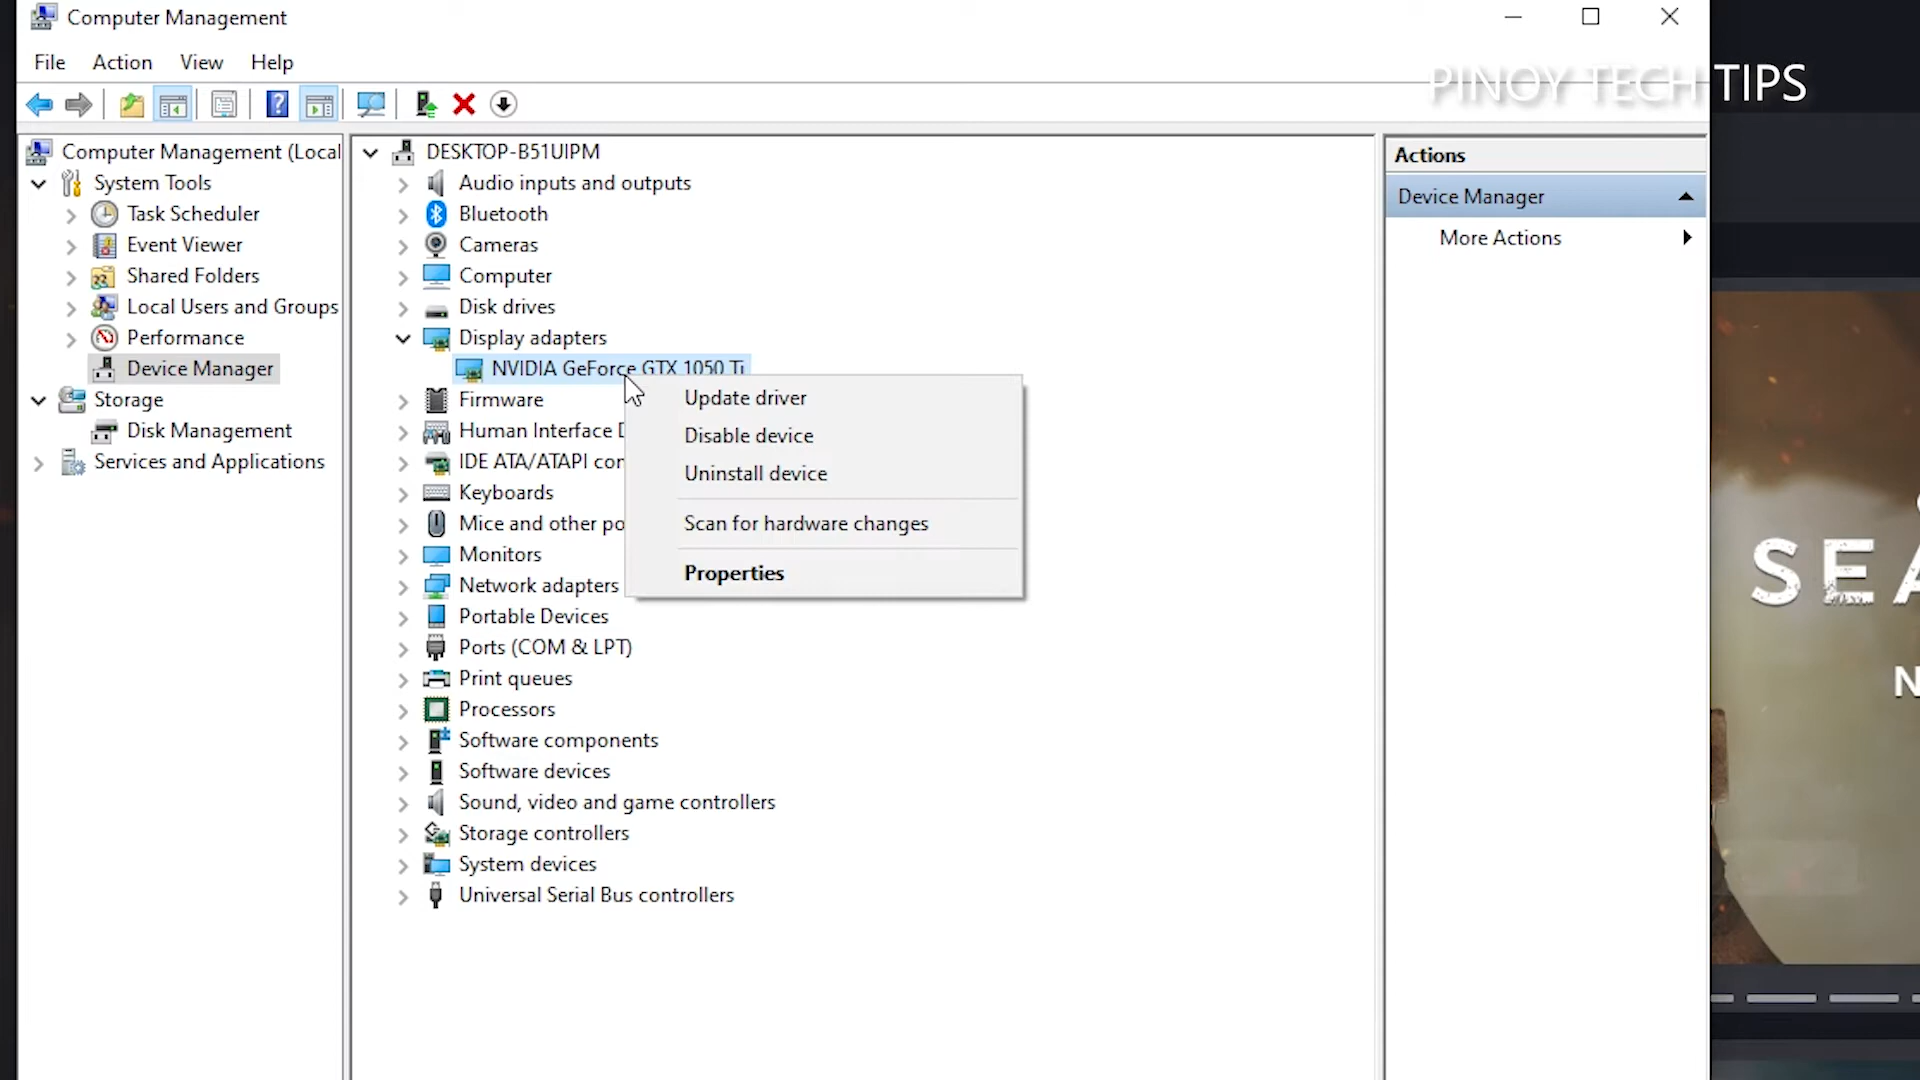 Computer Management
File Action View Help
PINOY TECH TIPS
Computer Management (Local
System Tools
Task Scheduler
Event Viewer
Shared Folders
Local Users and Groups
Performance
Device Manager
Storage
Disk Management
Services and Applications
DESKTOP-B51UIPM
Audio inputs and outputs
Bluetooth
Cameras
Computer
Disk drives
Display adapters
NVIDIA GeForce GTX 1050 Ti
Firmware
Human Interface D
IDE ATA/ATAPI con
Keyboards
Mice and other po
Monitors
Network adapters
Portable Devices
Ports (COM & LPT)
Print queues
Processors
Software components
Software devices
Sound, video and game controllers
Storage controllers
System devices
Universal Serial Bus controllers
Update driver
Disable device
Uninstall device
Scan for hardware changes
Properties
Actions
Device Manager
More Actions
SEA
N